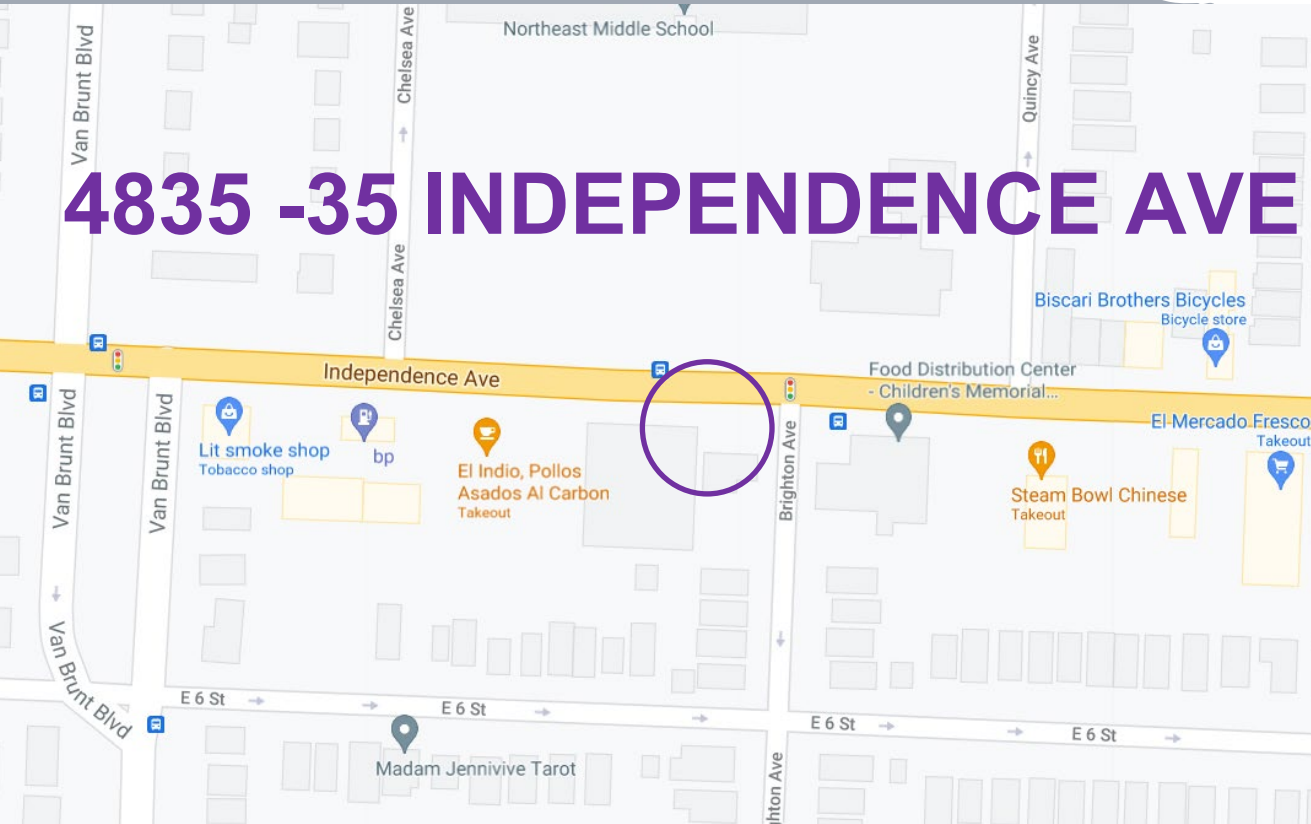 Northeast Middle School
Van Brunt Blvd
Chelsea Ave
Quincy Ave
4835 -35 INDEPENDENCE AVE
Chelsea Ave
Biscari Brothers Bicycles
Bicycle store
Independence Ave
Food Distribution Center
- Children's Memorial...
Van Brunt Blvd
Van Brunt Blvd
Lit smoke shop
Tobacco shop
bp
El Indio, Pollos
Asados Al Carbon
Takeout
Brighton Ave
El Mercado Fresco
Takeout
Steam Bowl Chinese
Takeout
Van Brunt Blvd
E 6 St
E 6 St
E 6 St
E 6 St
Madam Jennivive Tarot
hton Ave